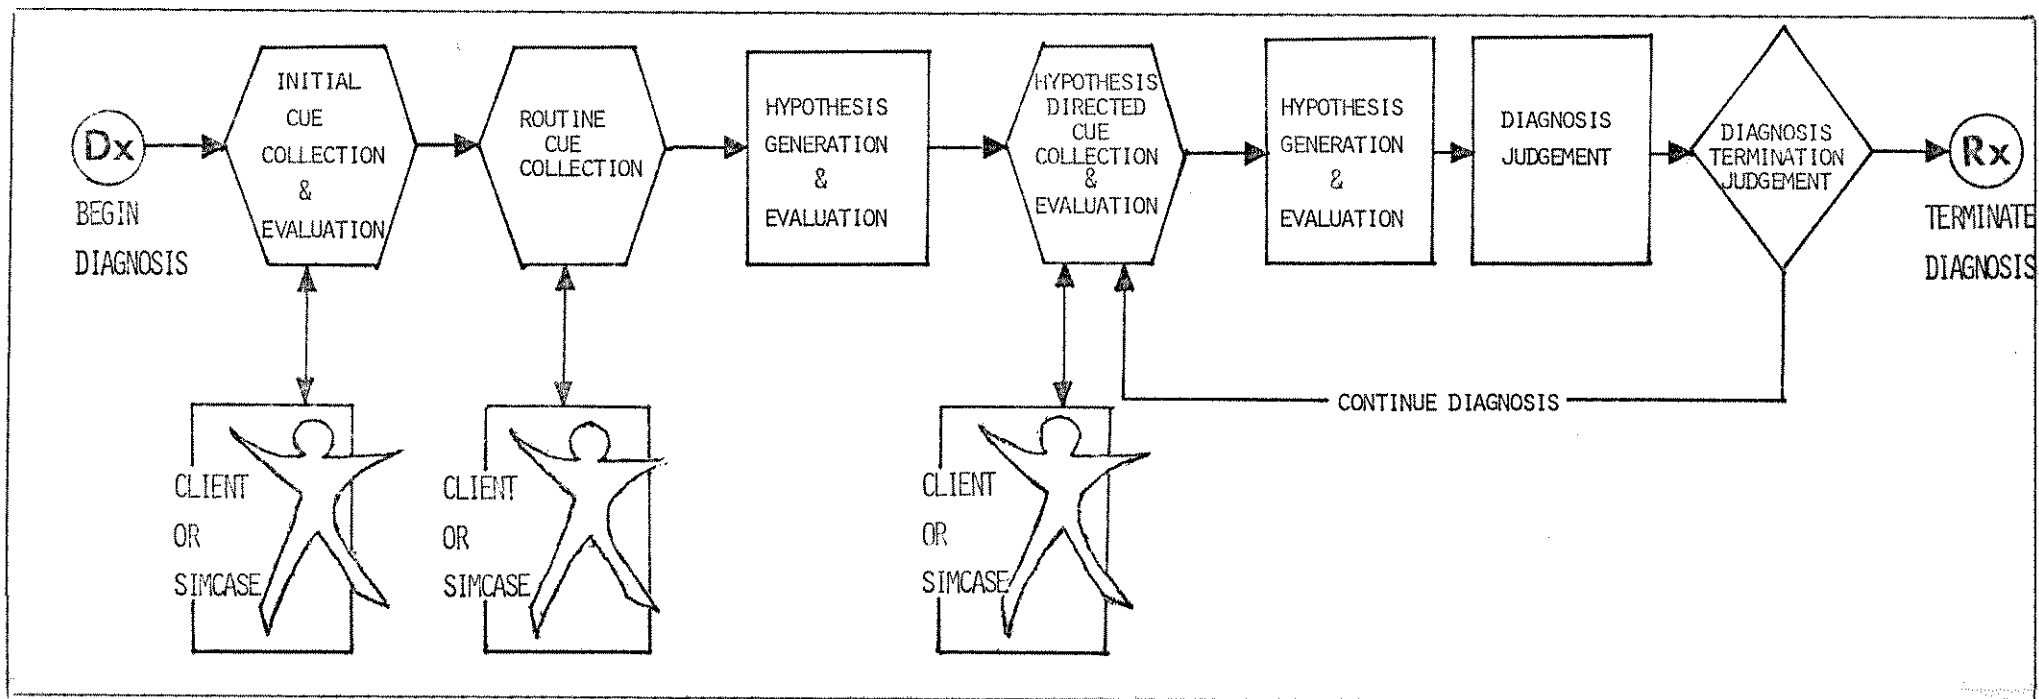 Dx
BEGIN
DIAGNOSIS
INITIAL
CUE
COLLECTION
&
EVALUATION
ROUTINE
CUE
COLLECTION
HYPOTHESIS
GENERATION
&
EVALUATION
HYPOTHESIS
DIRECTED
CUE
COLLECTION
&
EVALUATION
HYPOTHESIS
GENERATION
&
EVALUATION
DIAGNOSIS
JUDGEMENT
DIAGNOSIS
TERMINATION
JUDGEMENT
Rx
TERMINATE
DIAGNOSIS
CONTINUE DIAGNOSIS
CLIENT
OR
SIMCASE
CLIENT
OR
SIMCASE
CLIENT
OR
SIMCASE